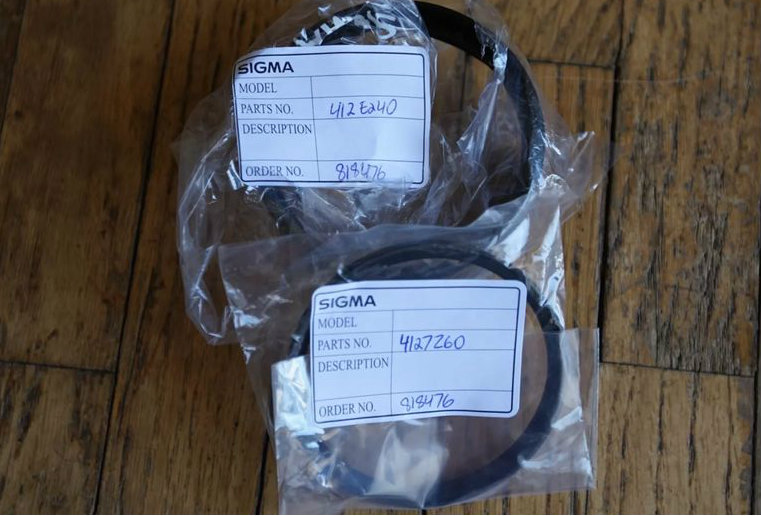 SIGMA
MODEL
PARTS NO. 412E240
DESCRIPTION
ORDER NO. 818476
SIGMA
MODEL
PARTS NO. 4127260
DESCRIPTION
ORDER NO. 818476